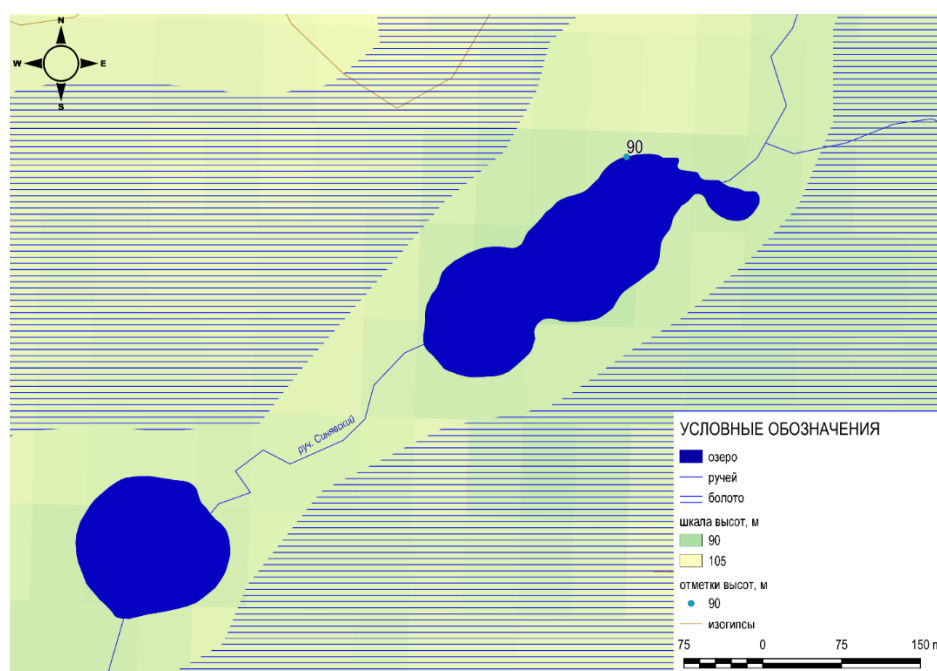 N
W E
S
90
руч. Синявский
УСЛОВНЫЕ ОБОЗНАЧЕНИЯ
озеро
ручей
болото
шкала высот, м
90
105
отметки высот, м
90
изогипсы
75 0 75 150 m